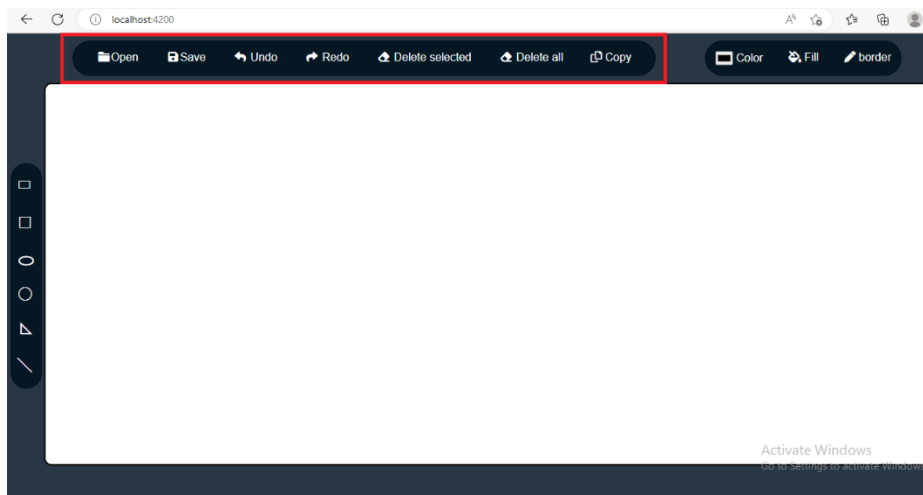 localhost:4200
Open Save Undo Redo Delete selected Delete all Copy Color Fill border
Activate Windows
Go to Settings to activate Windows